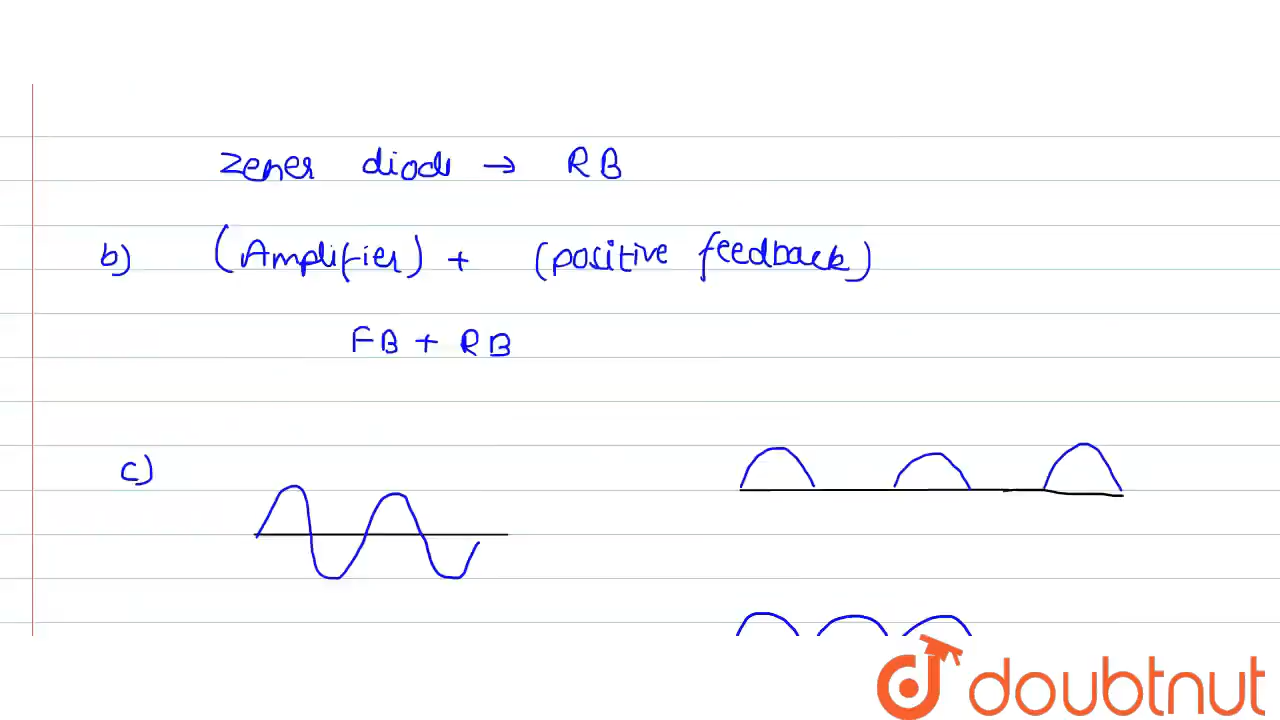 zener diode → RB
b) (Amplifier) + (positive feedback)
FB + RB
c)
doubtnut